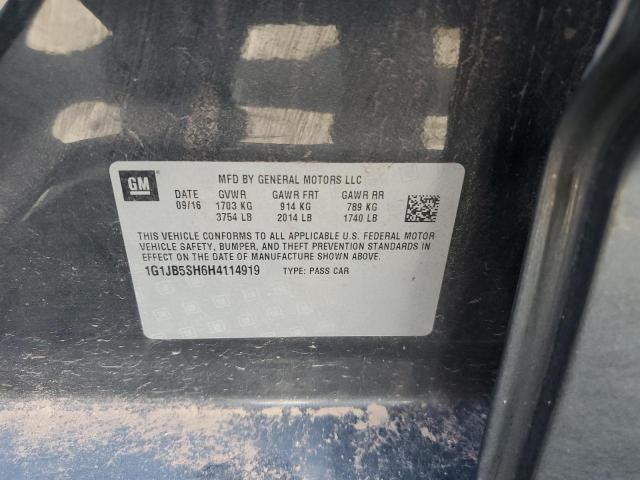 GM
MFD BY GENERAL MOTORS LLC
DATE GVWR GAWR FRT GAWR RR
09/16 1703 KG 914 KG 789 KG
3754 LB 2014 LB 1740 LB
THIS VEHICLE CONFORMS TO ALL APPLICABLE U.S. FEDERAL MOTOR
VEHICLE SAFETY, BUMPER, AND THEFT PREVENTION STANDARDS IN
EFFECT ON THE DATE OF MANUFACTURE SHOWN ABOVE.
1G1JB5SH6H4114919 TYPE: PASS CAR